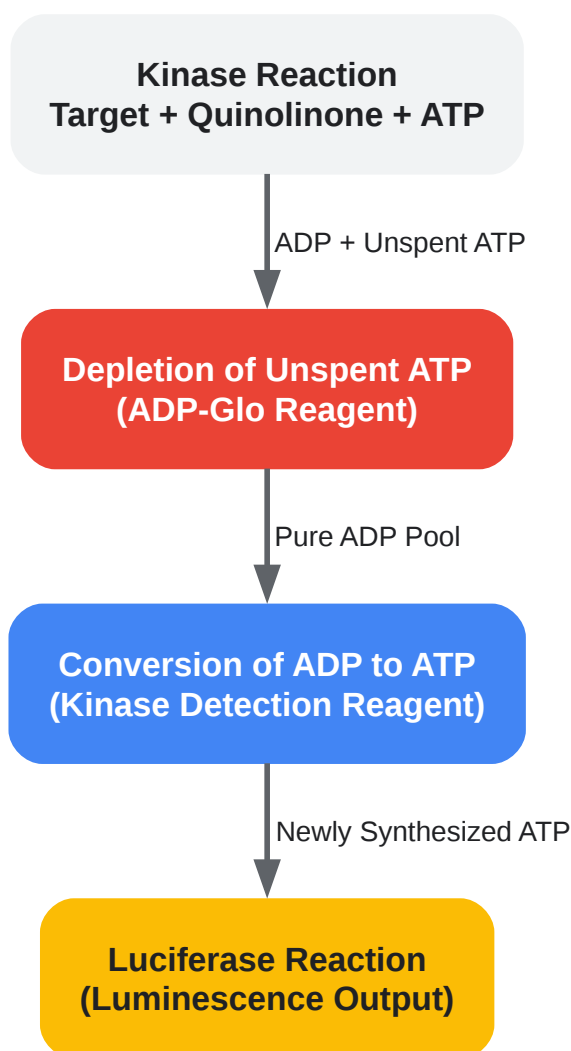 Kinase Reaction
Target + Quinolinone + ATP
ADP + Unspent ATP
Depletion of Unspent ATP
(ADP-Glo Reagent)
Pure ADP Pool
Conversion of ADP to ATP
(Kinase Detection Reagent)
Newly Synthesized ATP
Luciferase Reaction
(Luminescence Output)